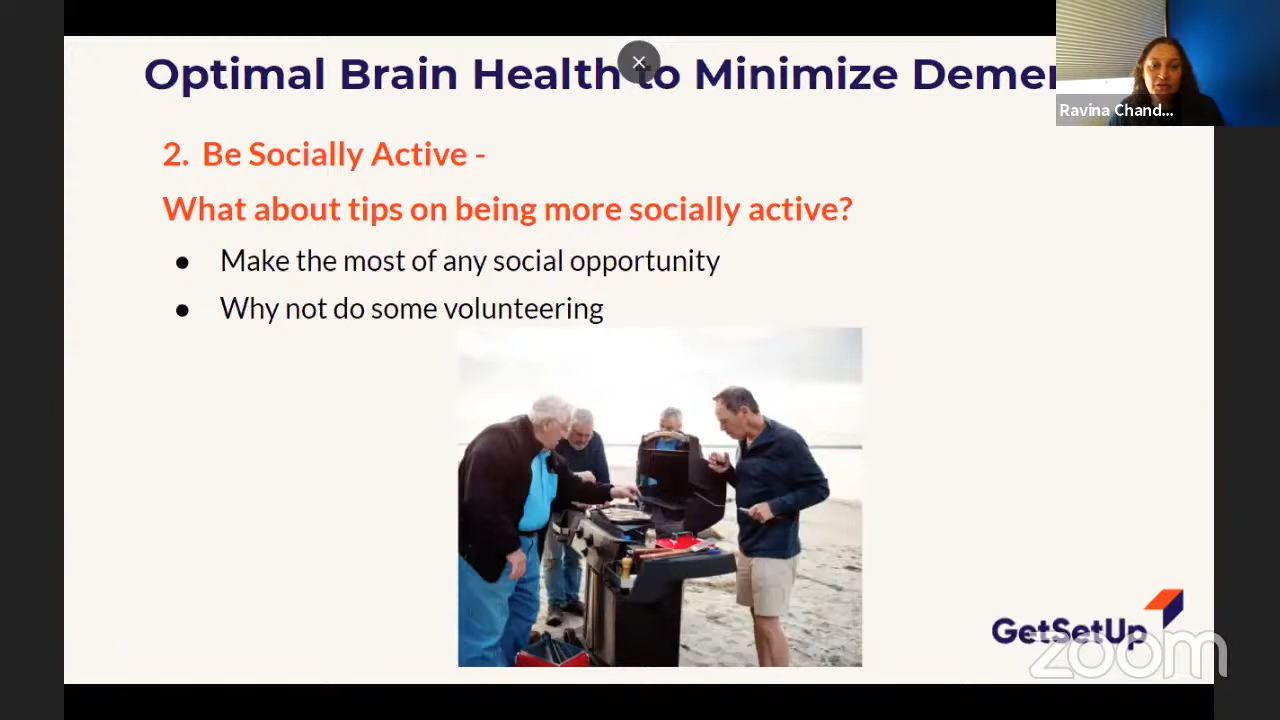 Optimal Brain Health to Minimize Demen
Ravina Chand...
2. Be Socially Active -
What about tips on being more socially active?
● Make the most of any social opportunity
● Why not do some volunteering
GetSetUp
zoom